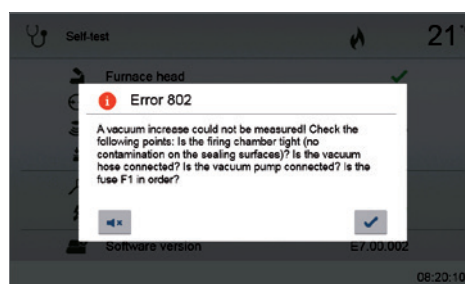 Self-test
21°
Furnace head
Error 802
A vacuum increase could not be measured! Check the
following points: Is the firing chamber tight (no
contamination on the sealing surfaces)? Is the vacuum
hose connected? Is the vacuum pump connected? Is the
fuse F1 in order?
Software version
E7.00.002
08:20:10